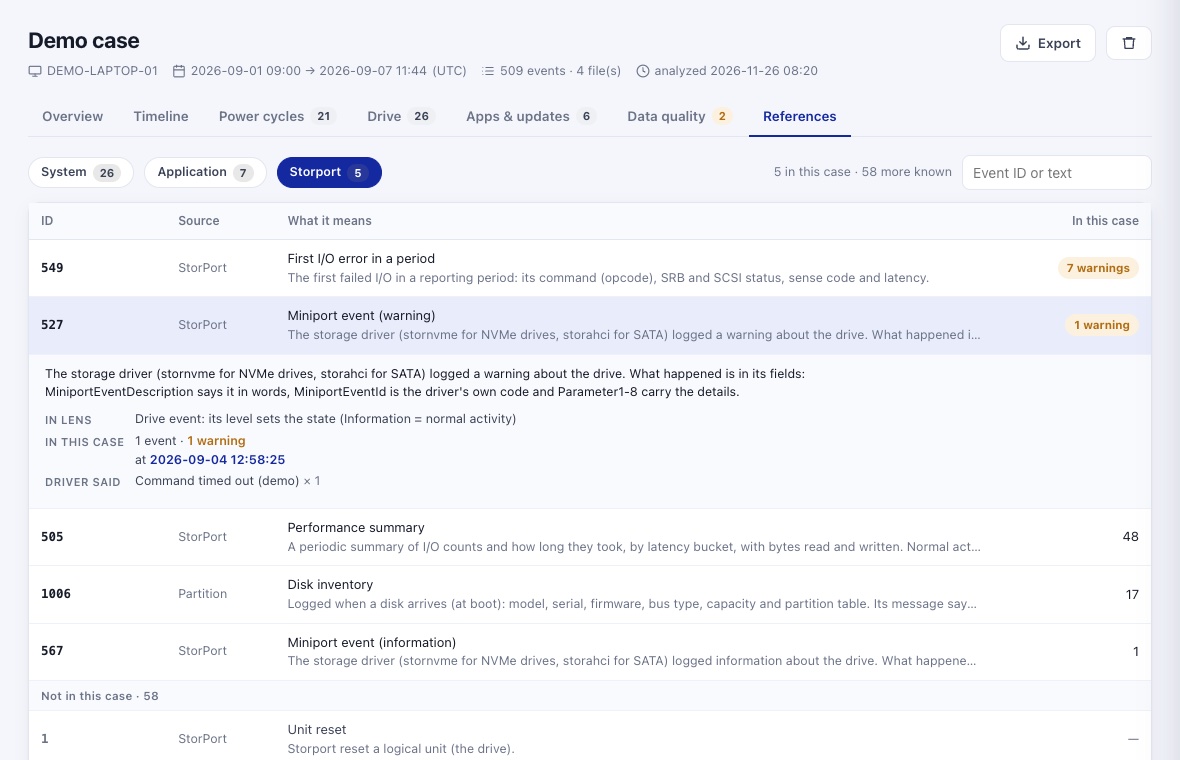 Demo case
Export
DEMO-LAPTOP-01 2026-09-01 09:00 → 2026-09-07 11:44 (UTC) 509 events · 4 file(s) analyzed 2026-11-26 08:20
Overview Timeline Power cycles 21 Drive 26 Apps & updates 6 Data quality 2 References
System 26 Application 7 Storport 5 5 in this case · 58 more known Event ID or text
ID Source What it means In this case
549 StorPort First I/O error in a period 7 warnings
The first failed I/O in a reporting period: its command (opcode), SRB and SCSI status, sense code and latency.
527 StorPort Miniport event (warning) 1 warning
The storage driver (stornvme for NVMe drives, storahci for SATA) logged a warning about the drive. What happened i...
The storage driver (stornvme for NVMe drives, storahci for SATA) logged a warning about the drive. What happened is in its fields:
MiniportEventDescription says it in words, MiniportEventId is the driver's own code and Parameter1-8 carry the details.
IN LENS Drive event: its level sets the state (Information = normal activity)
IN THIS CASE 1 event · 1 warning
at 2026-09-04 12:58:25
DRIVER SAID Command timed out (demo) × 1
505 StorPort Performance summary 48
A periodic summary of I/O counts and how long they took, by latency bucket, with bytes read and written. Normal act...
1006 Partition Disk inventory 17
Logged when a disk arrives (at boot): model, serial, firmware, bus type, capacity and partition table. Its message say...
567 StorPort Miniport event (information) 1
The storage driver (stornvme for NVMe drives, storahci for SATA) logged information about the drive. What happene...
Not in this case · 58
1 StorPort Unit reset —
Storport reset a logical unit (the drive).